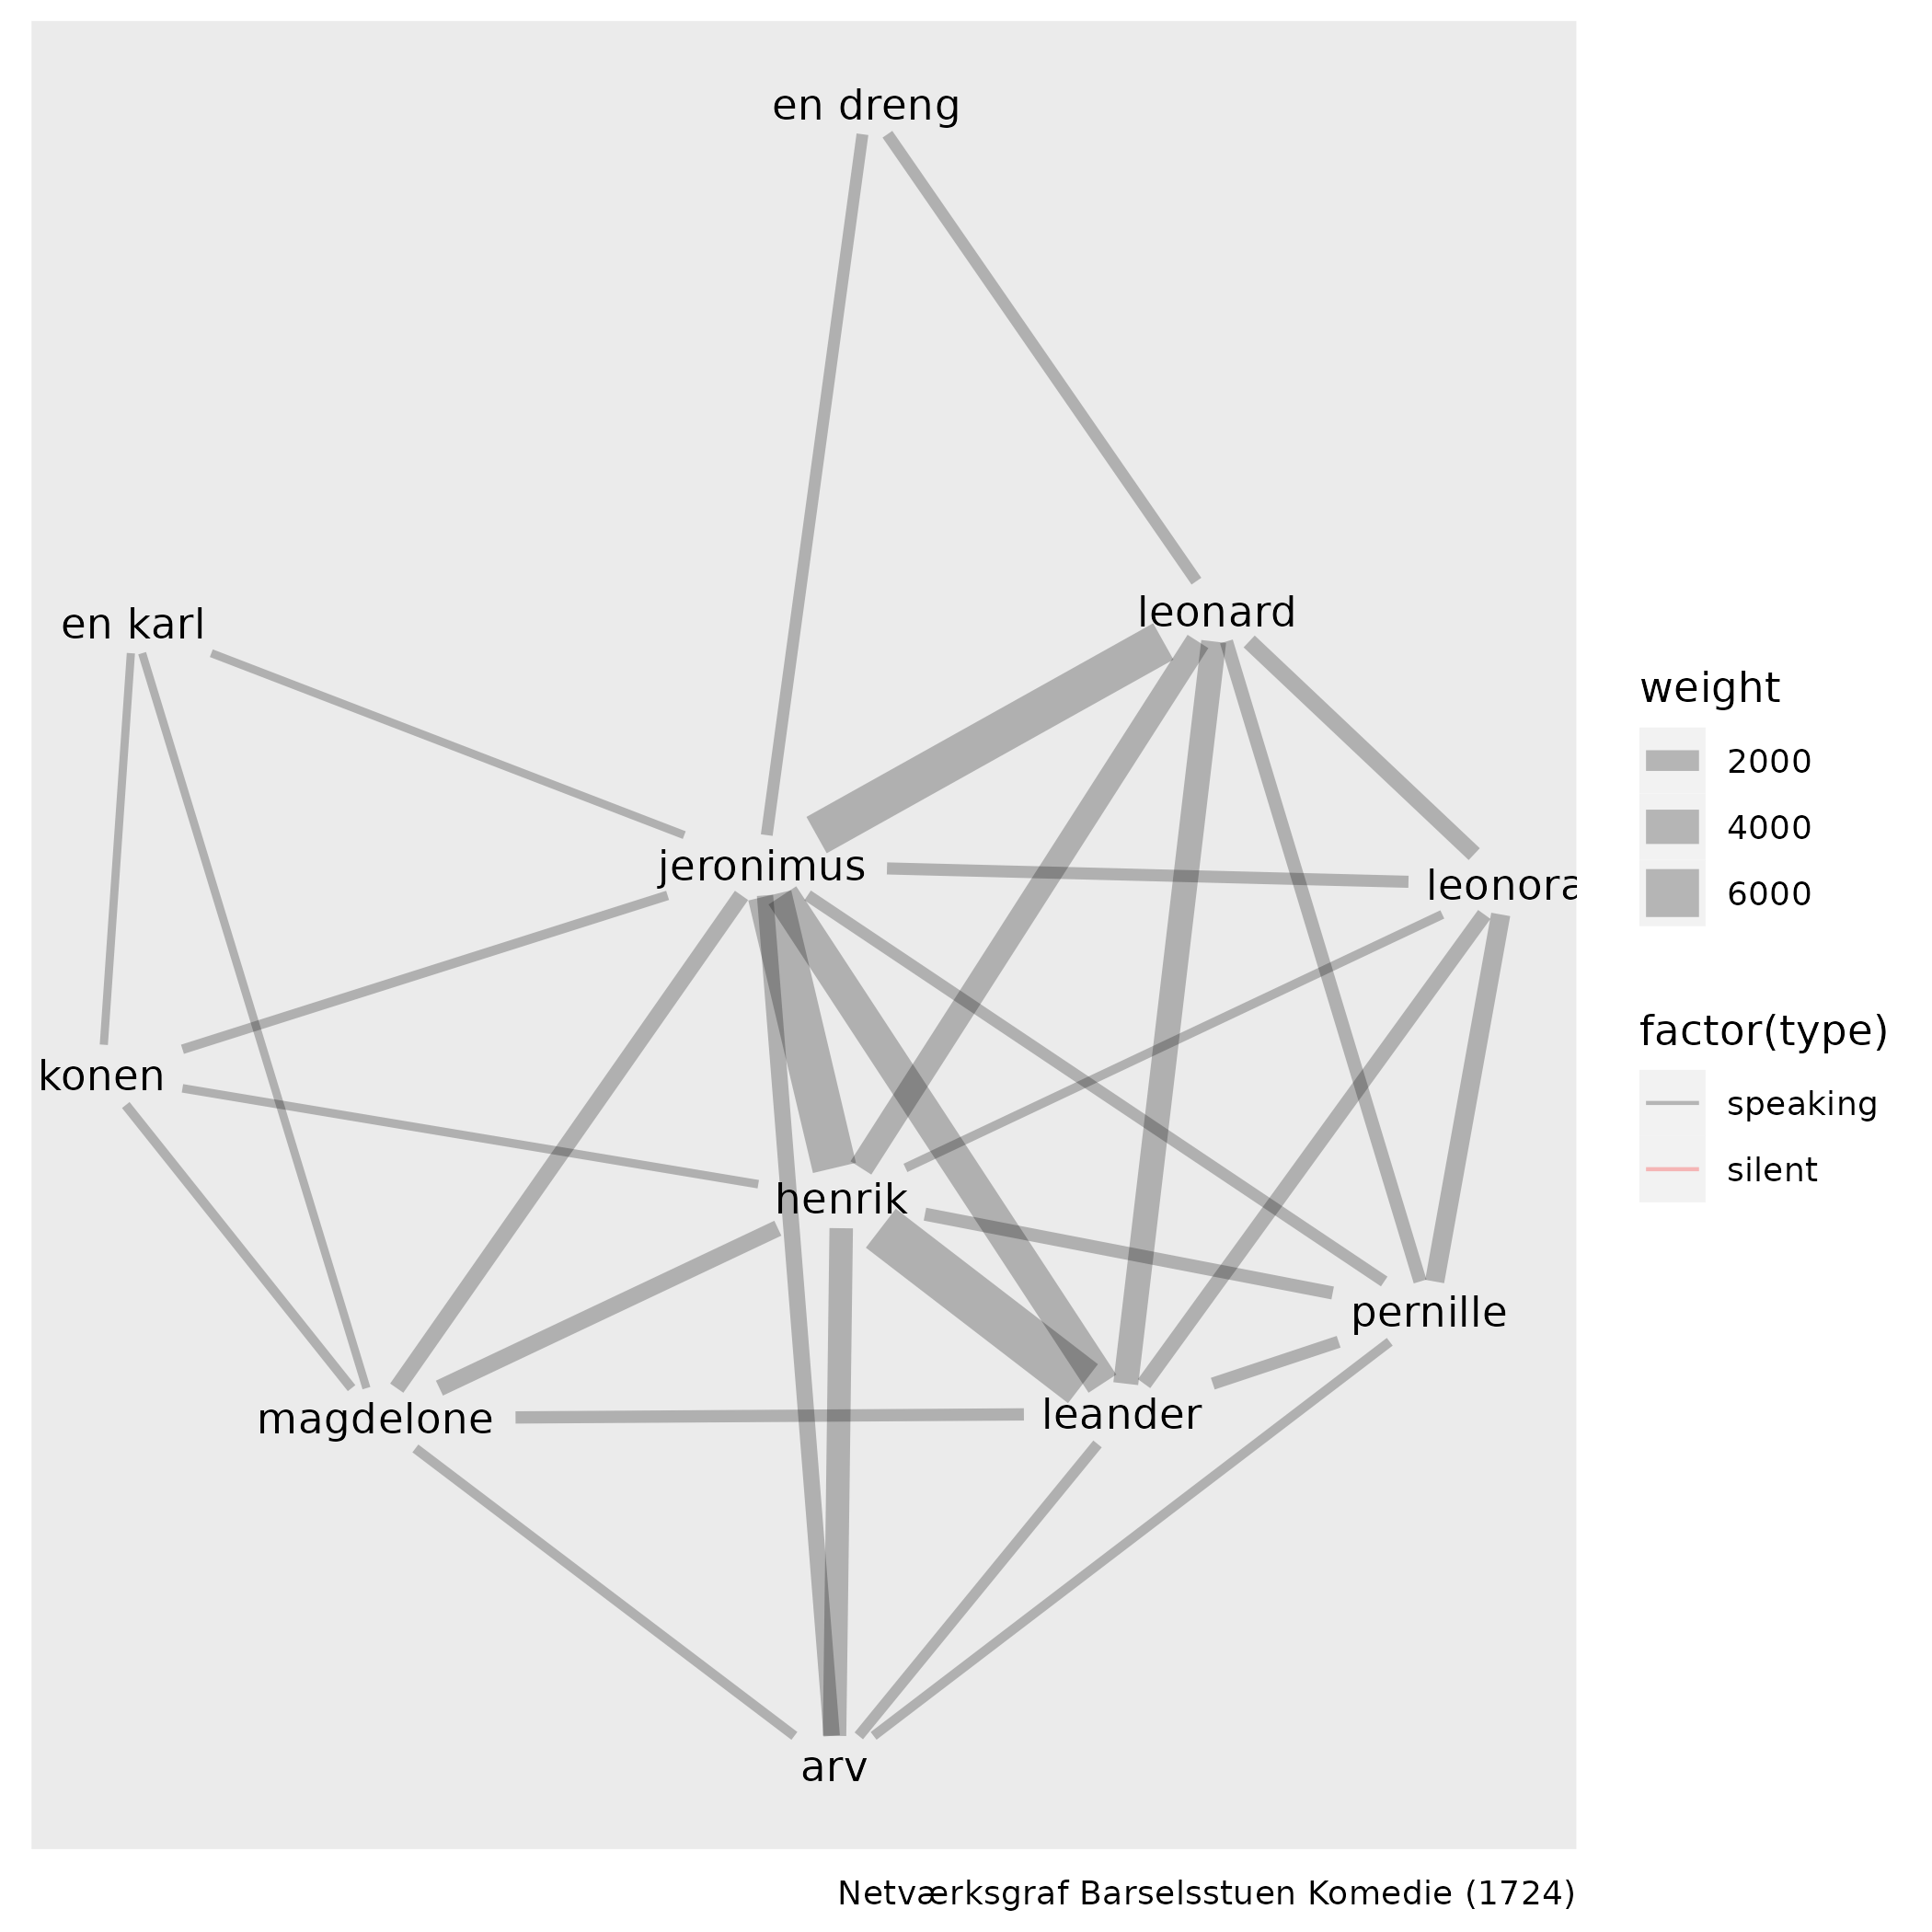 en dreng
leonard
en karl
jeronimus
leonora
konen
henrik
pernille
magdelone
leander
arv
weight
2000
4000
6000
factor(type)
speaking
silent
Netværksgraf Barselsstuen Komedie (1724)